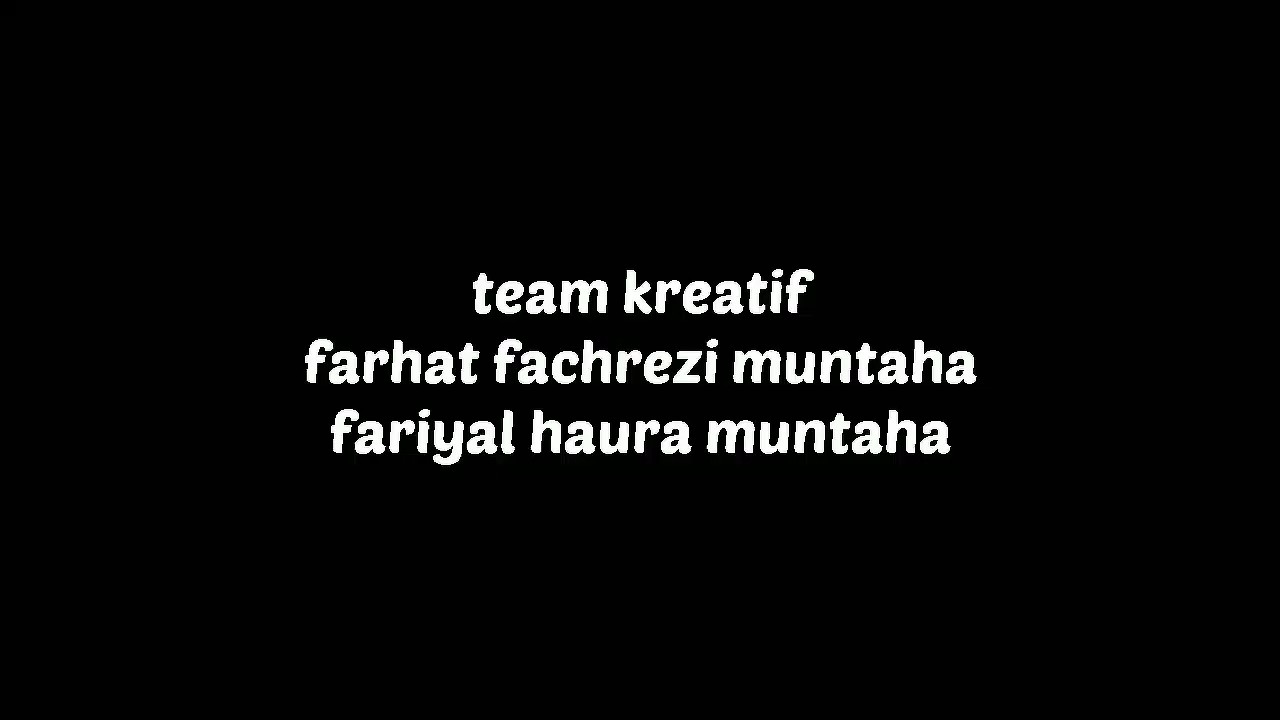 team kreatif
farhat fachrezi muntaha
fariyal haura muntaha